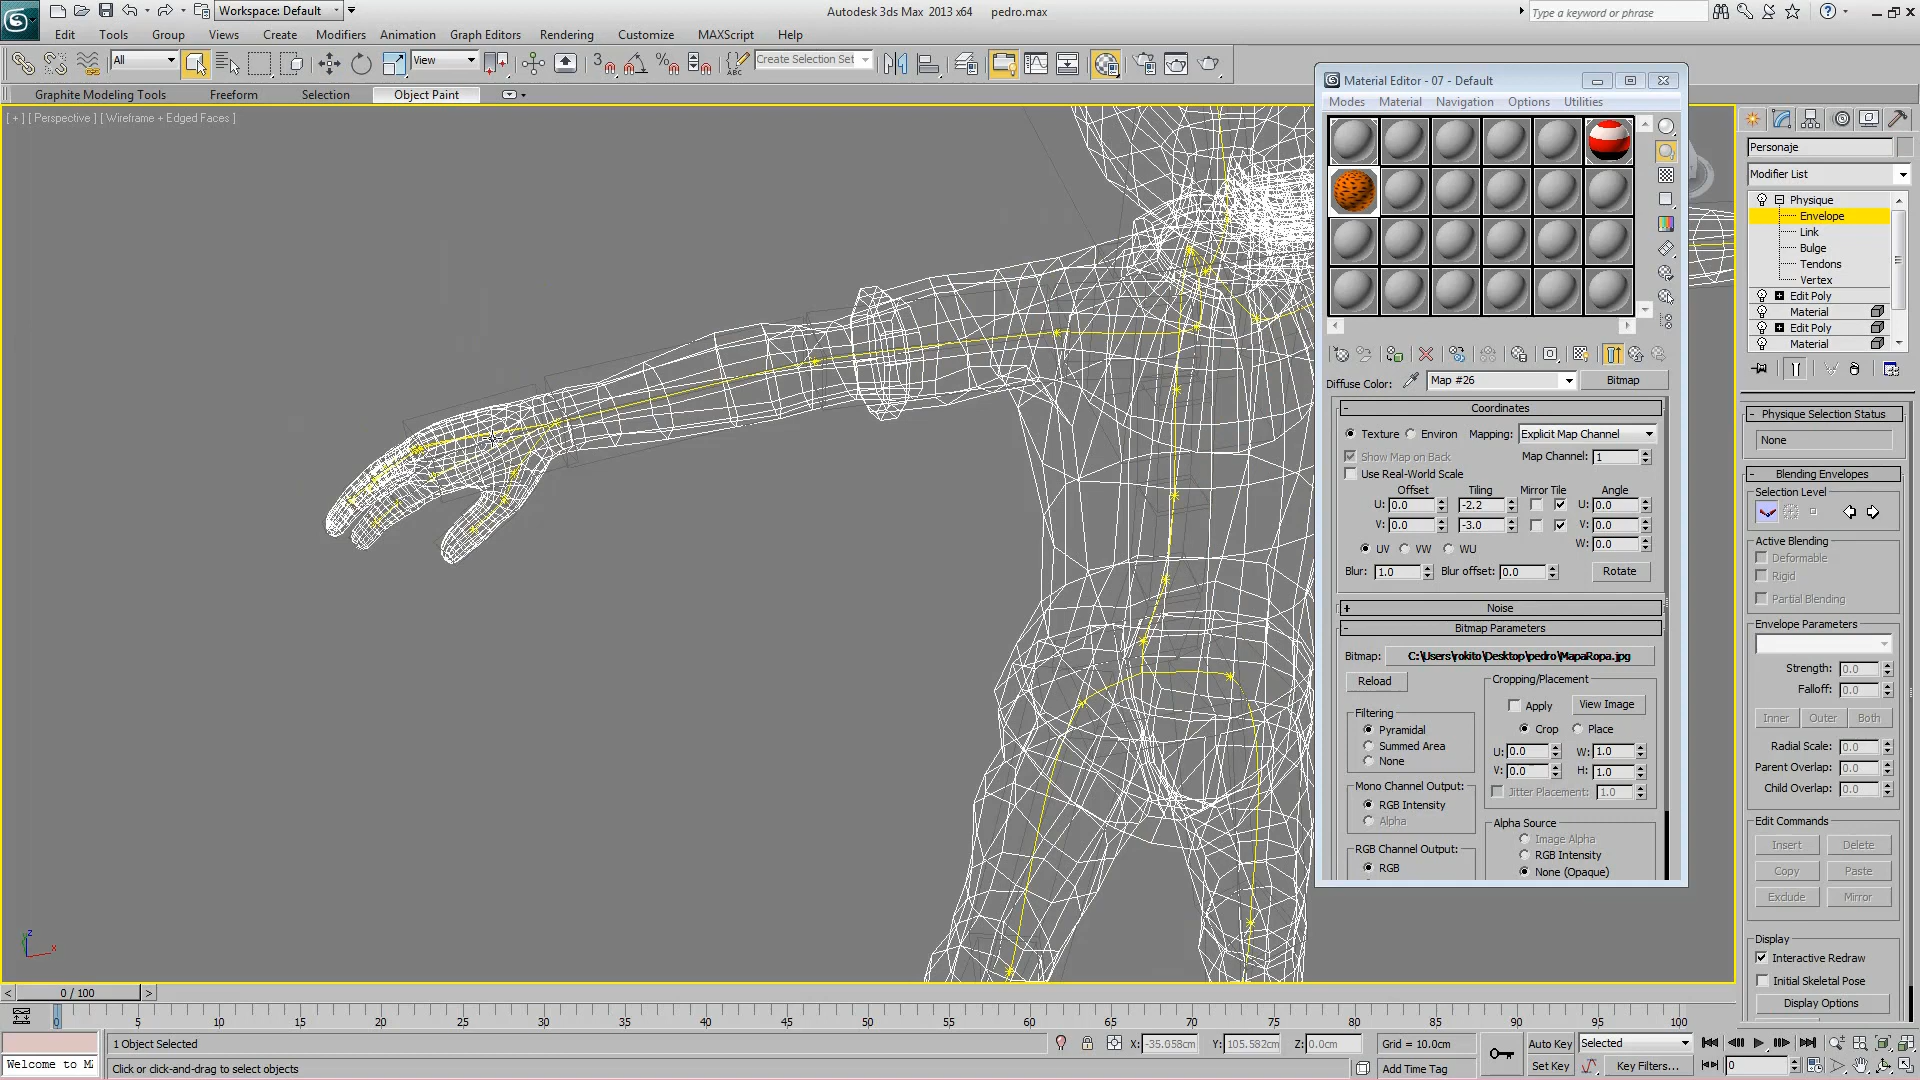 Workspace: Default
Autodesk 3ds Max 2013 x64 pedro.max
Type a keyword or phrase
Edit Tools Group Views Create Modifiers Animation Graph Editors Rendering Customize MAXScript Help
All View Create Selection Set
Graphite Modeling Tools Freeform Selection Object Paint
[ + ] [ Perspective ] [ Wireframe + Edged Faces ]
Material Editor - 07 - Default
Modes Material Navigation Options Utilities
Diffuse Color: Map #26 Bitmap
- Coordinates
Texture Environ Mapping: Explicit Map Channel
Show Map on Back Map Channel: 1
Use Real-World Scale
Offset Tiling Mirror Tile Angle
U: 0.0 -2.2 U: 0.0
V: 0.0 -3.0 V: 0.0
UV VW WU W: 0.0
Blur: 1.0 Blur offset: 0.0 Rotate
+ Noise
- Bitmap Parameters
Bitmap: C:\Users\rokito\Desktop\pedro\MapaRopa.jpg
Reload Cropping/Placement
Apply View Image
Filtering
Pyramidal Crop Place
Summed Area U: 0.0 W: 1.0
None V: 0.0 H: 1.0
Mono Channel Output: Jitter Placement: 1.0
RGB Intensity
Alpha Alpha Source
Image Alpha
RGB Channel Output: RGB Intensity
RGB None (Opaque)
Personaje
Modifier List
Physique
Envelope
Link
Bulge
Tendons
Vertex
Edit Poly
Material
Edit Poly
Material
- Physique Selection Status
None
- Blending Envelopes
Selection Level
Active Blending
Deformable
Rigid
Partial Blending
Envelope Parameters
Strength: 0.0
Falloff: 0.0
Inner Outer Both
Radial Scale: 0.0
Parent Overlap: 0.0
Child Overlap: 0.0
Edit Commands
Insert Delete
Copy Paste
Exclude Mirror
Display
Interactive Redraw
Initial Skeletal Pose
Display Options
z
x
< 0 / 100 >
0 5 10 15 20 25 30 35 40 45 50 55 60 65 70 75 80 85 90 95 100
1 Object Selected X: -35.058cm Y: 105.582cm Z: 0.0cm Grid = 10.0cm Auto Key Selected
Welcome to M Click or click-and-drag to select objects Add Time Tag Set Key Key Filters... 0